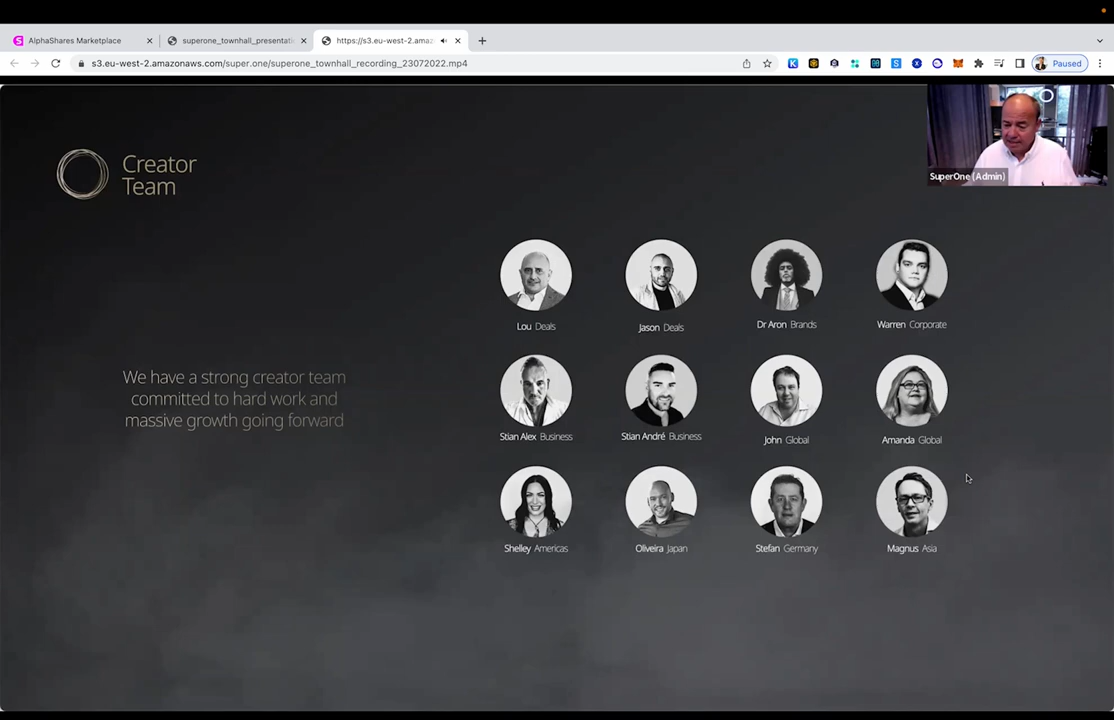 AlphaShares Marketplace
superone_townhall_presentati
https://s3.eu-west-2.amazo
s3.eu-west-2.amazonaws.com/super.one/superone_townhall_recording_23072022.mp4
Paused
SuperOne (Admin)
Creator
Team
We have a strong creator team
committed to hard work and
massive growth going forward
Lou Deals
Jason Deals
Dr Aron Brands
Warren Corporate
Stian Alex Business
Stian André Business
John Global
Amanda Global
Shelley Americas
Oliveira Japan
Stefan Germany
Magnus Asia